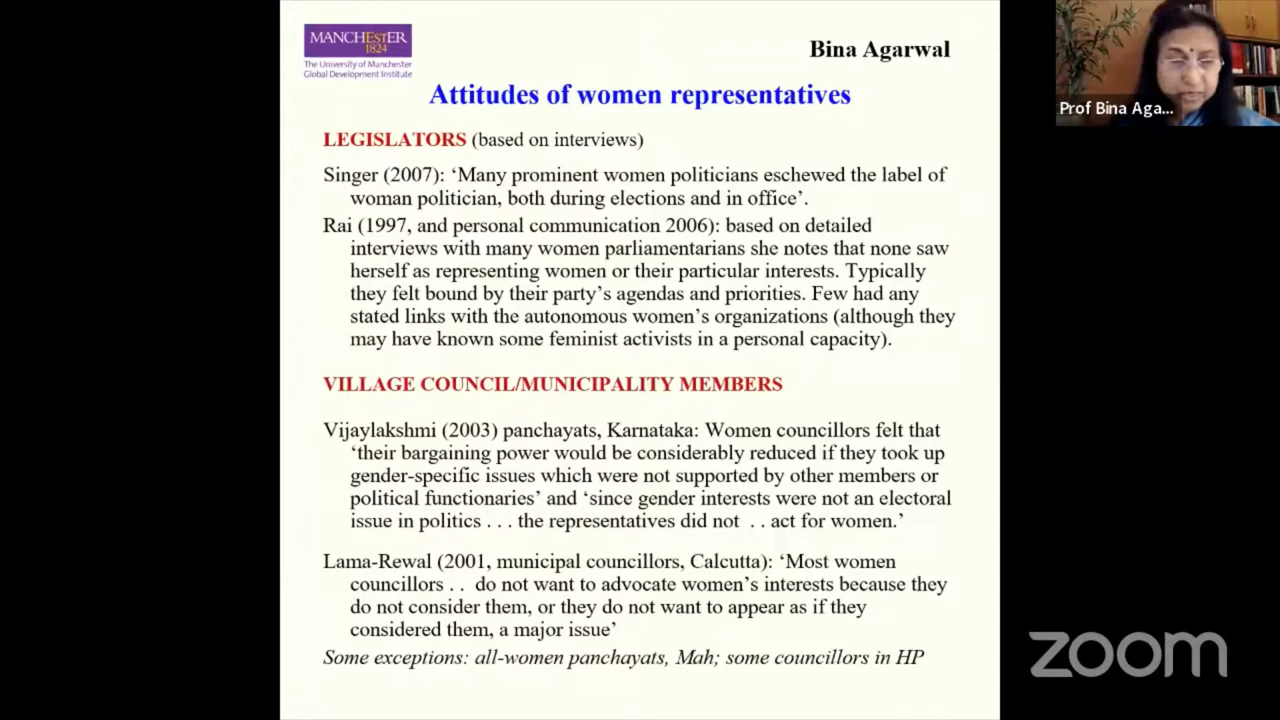 MANCHESTER
1824
The University of Manchester
Global Development Institute
Bina Agarwal
Attitudes of women representatives
LEGISLATORS (based on interviews)
Singer (2007): ‘Many prominent women politicians eschewed the label of
woman politician, both during elections and in office’.
Rai (1997, and personal communication 2006): based on detailed
interviews with many women parliamentarians she notes that none saw
herself as representing women or their particular interests. Typically
they felt bound by their party’s agendas and priorities. Few had any
stated links with the autonomous women’s organizations (although they
may have known some feminist activists in a personal capacity).
VILLAGE COUNCIL/MUNICIPALITY MEMBERS
Vijaylakshmi (2003) panchayats, Karnataka: Women councillors felt that
‘their bargaining power would be considerably reduced if they took up
gender-specific issues which were not supported by other members or
political functionaries’ and ‘since gender interests were not an electoral
issue in politics . . . the representatives did not . . act for women.’
Lama-Rewal (2001, municipal councillors, Calcutta): ‘Most women
councillors . . do not want to advocate women’s interests because they
do not consider them, or they do not want to appear as if they
considered them, a major issue’
Some exceptions: all-women panchayats, Mah; some councillors in HP
Prof Bina Aga...
zoom